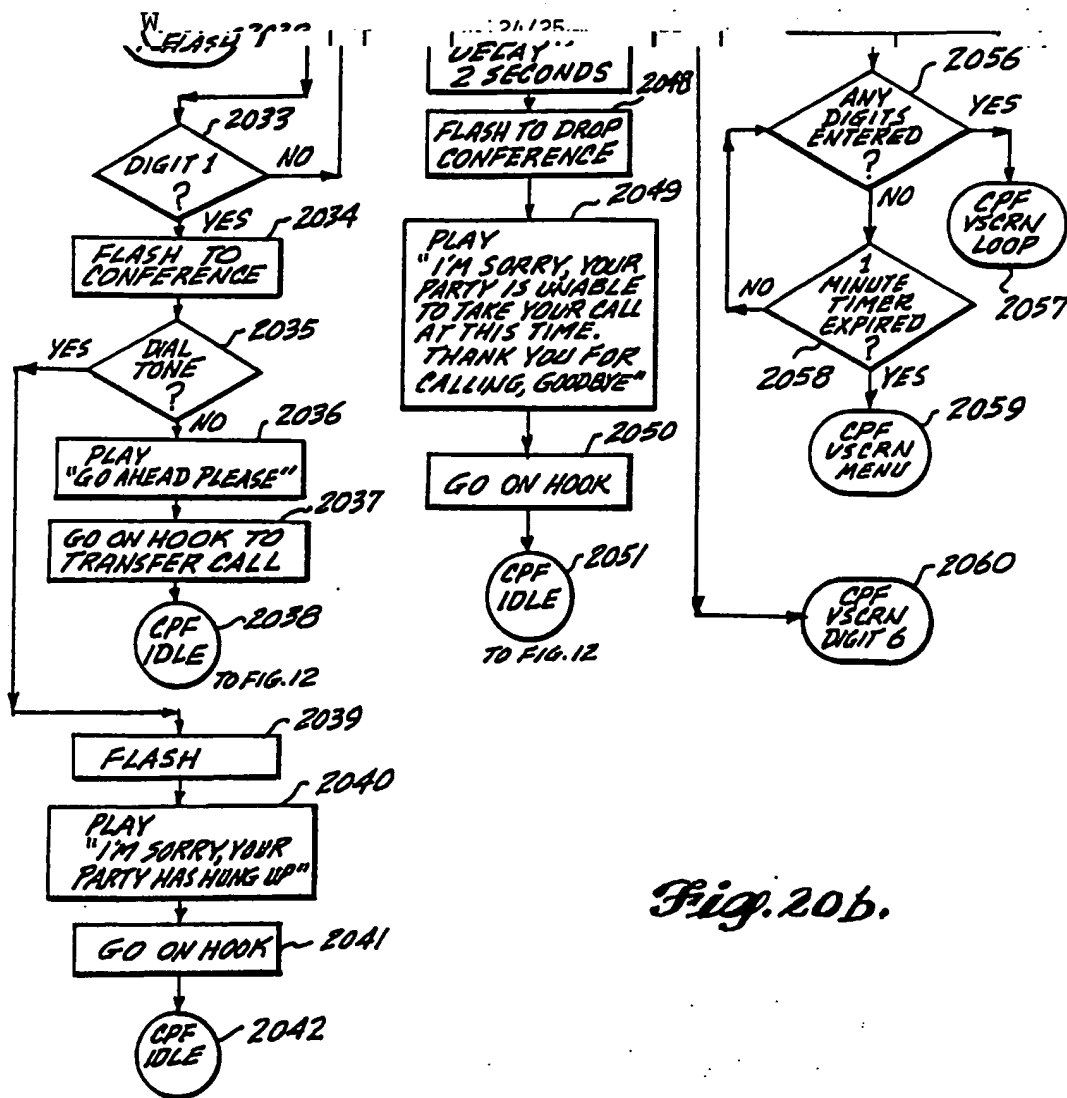 W
FLASH
24/25
2033
DIGIT 1
?
NO
YES
2034
FLASH TO
CONFERENCE
2035
YES
DIAL
TONE
?
NO
2036
PLAY
"GO AHEAD PLEASE"
2037
GO ON HOOK TO
TRANSFER CALL
2038
CPF
IDLE
TO FIG. 12
2039
FLASH
2040
PLAY
"I'M SORRY, YOUR
PARTY HAS HUNG UP"
2041
GO ON HOOK
2042
CPF
IDLE
DECAY"
2 SECONDS
2048
FLASH TO DROP
CONFERENCE
2049
PLAY
"I'M SORRY, YOUR
PARTY IS UNABLE
TO TAKE YOUR CALL
AT THIS TIME.
THANK YOU FOR
CALLING, GOODBYE"
2050
GO ON HOOK
2051
CPF
IDLE
TO FIG. 12
2056
ANY
DIGITS
ENTERED
?
YES
NO
CPF
VSCRN
LOOP
2057
1
MINUTE
TIMER
EXPIRED
?
NO
2058
YES
2059
CPF
VSCRN
MENU
2060
CPF
VSCRN
DIGIT 6
Fig. 20b.